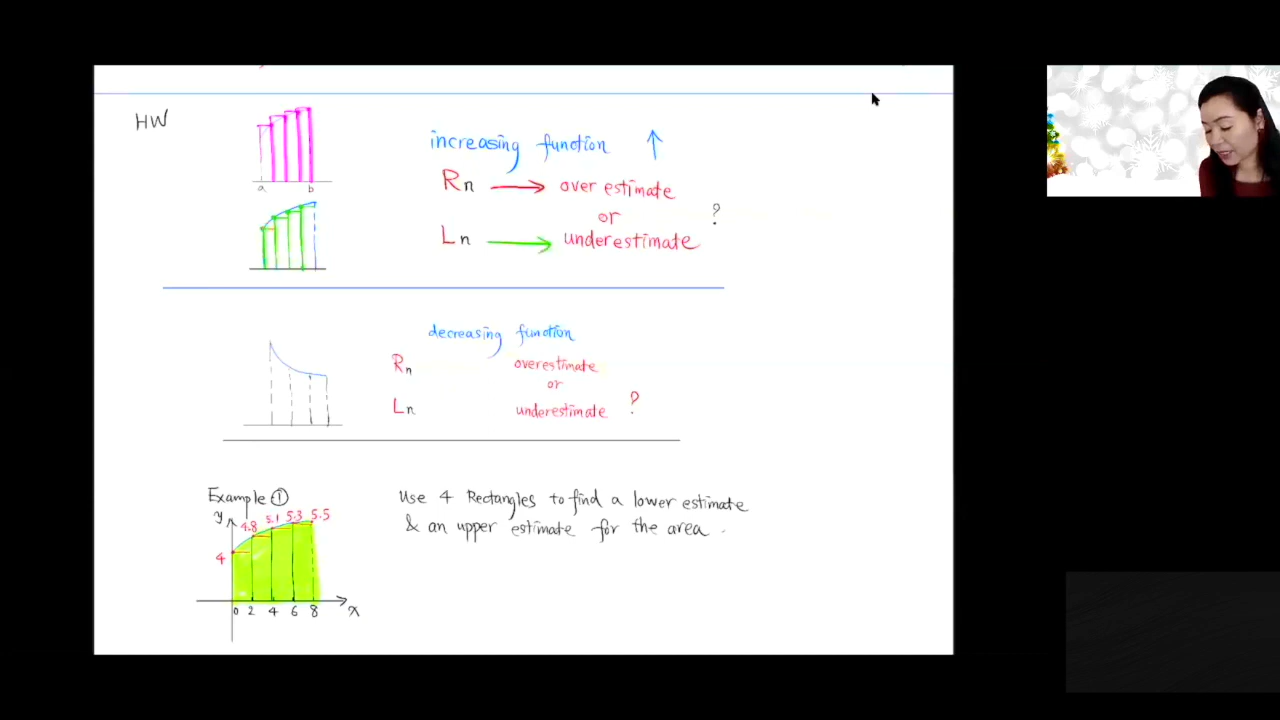 HW
a b
increasing function ↑
Rn → over estimate
or
?
Ln → underestimate
decreasing function
Rn overestimate
or
Ln underestimate ?
Example ①
Use 4 Rectangles to find a lower estimate
& an upper estimate for the area.
y 4.8 5.1 5.3 5.5
4
0 2 4 6 8 x